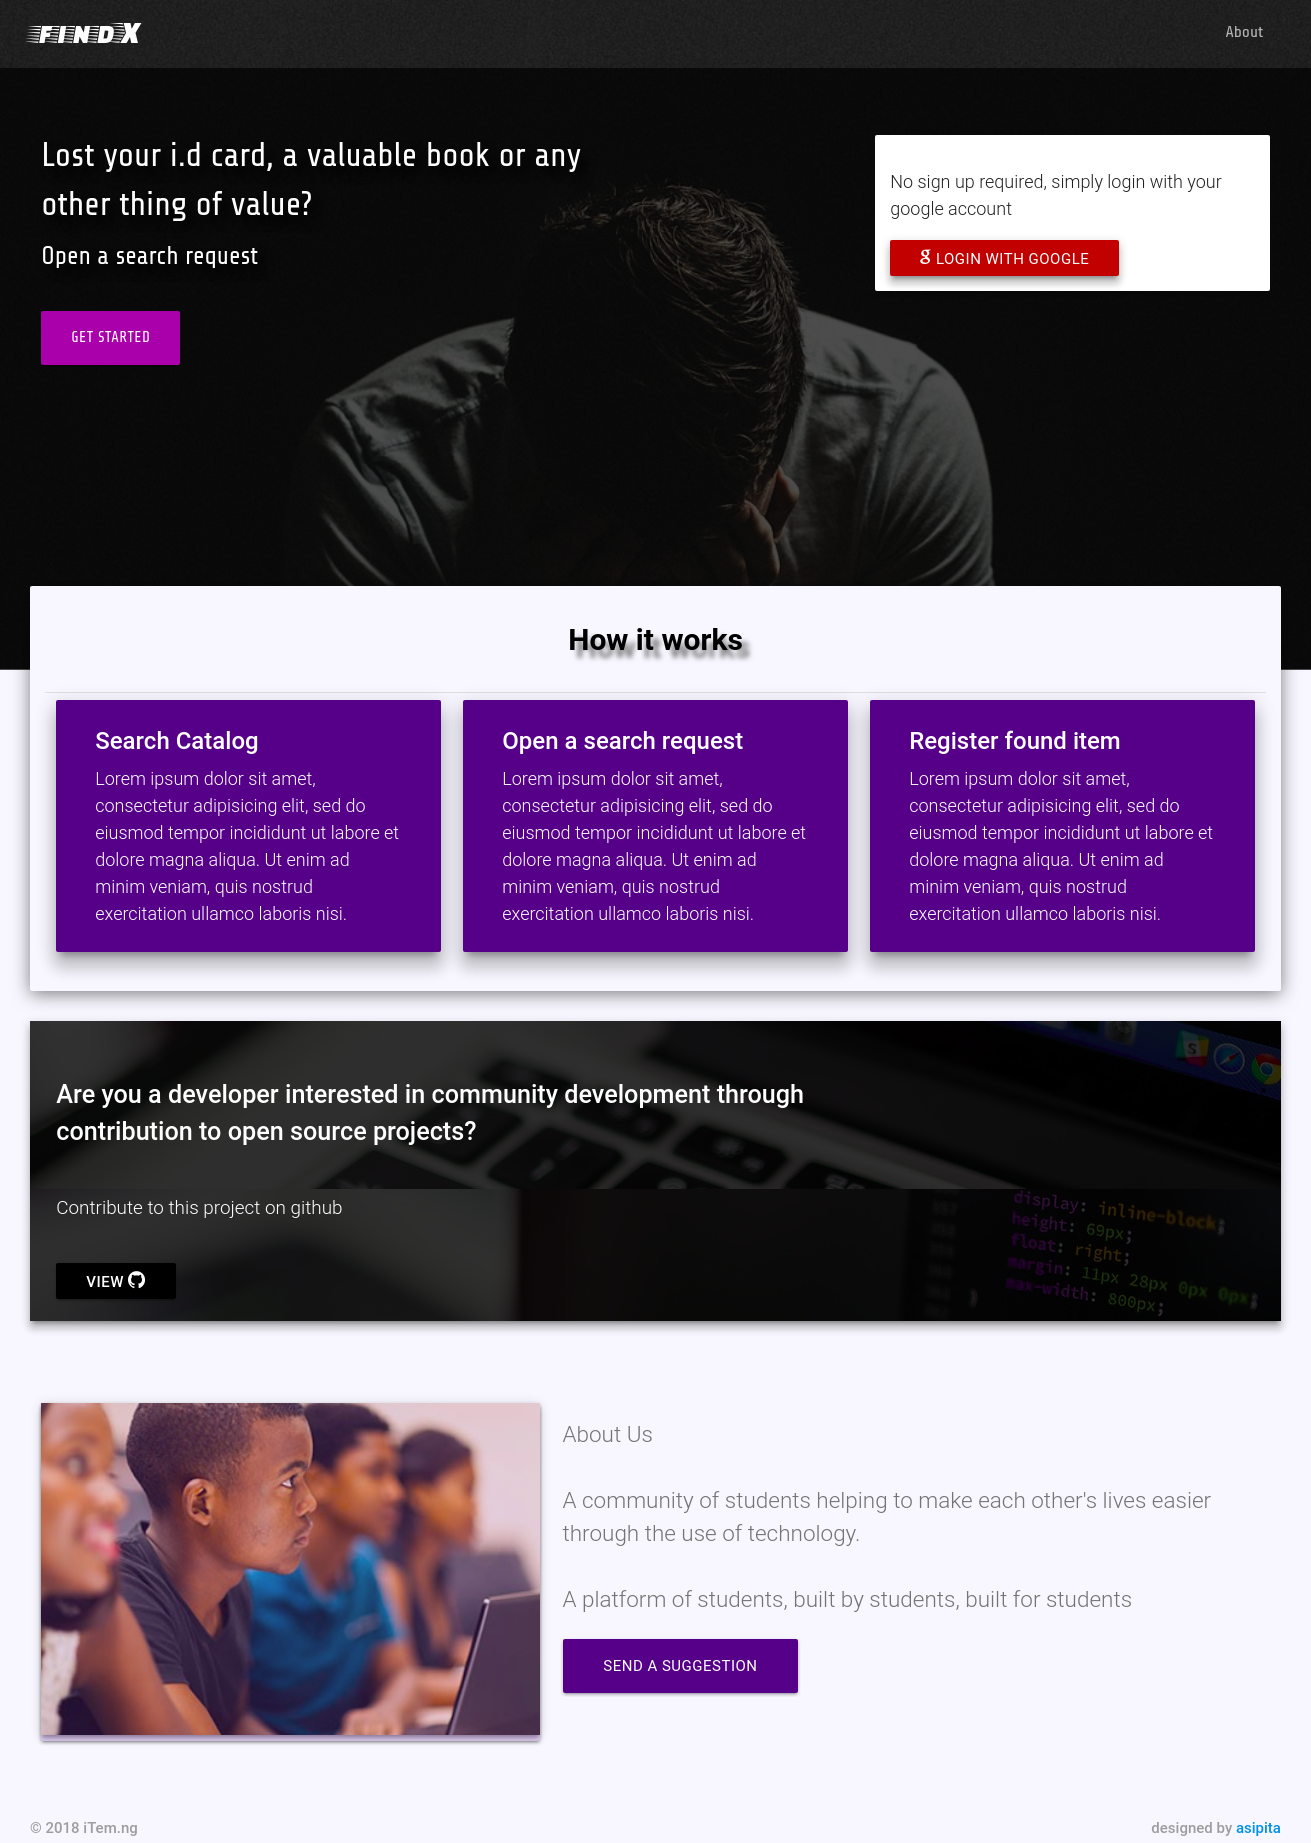 FINDX
About
Lost your i.d card, a valuable book or any
other thing of value?
Open a search request
GET STARTED
No sign up required, simply login with your
google account
g LOGIN WITH GOOGLE
How it works
Search Catalog
Lorem ipsum dolor sit amet,
consectetur adipisicing elit, sed do
eiusmod tempor incididunt ut labore et
dolore magna aliqua. Ut enim ad
minim veniam, quis nostrud
exercitation ullamco laboris nisi.
Open a search request
Lorem ipsum dolor sit amet,
consectetur adipisicing elit, sed do
eiusmod tempor incididunt ut labore et
dolore magna aliqua. Ut enim ad
minim veniam, quis nostrud
exercitation ullamco laboris nisi.
Register found item
Lorem ipsum dolor sit amet,
consectetur adipisicing elit, sed do
eiusmod tempor incididunt ut labore et
dolore magna aliqua. Ut enim ad
minim veniam, quis nostrud
exercitation ullamco laboris nisi.
Are you a developer interested in community development through
contribution to open source projects?
Contribute to this project on github
VIEW
display: inline-block;
height: 69px;
float: right;
margin: 11px 28px 0px 0px;
max-width: 800px;
}
About Us
A community of students helping to make each other's lives easier
through the use of technology.
A platform of students, built by students, built for students
SEND A SUGGESTION
© 2018 iTem.ng
designed by asipita